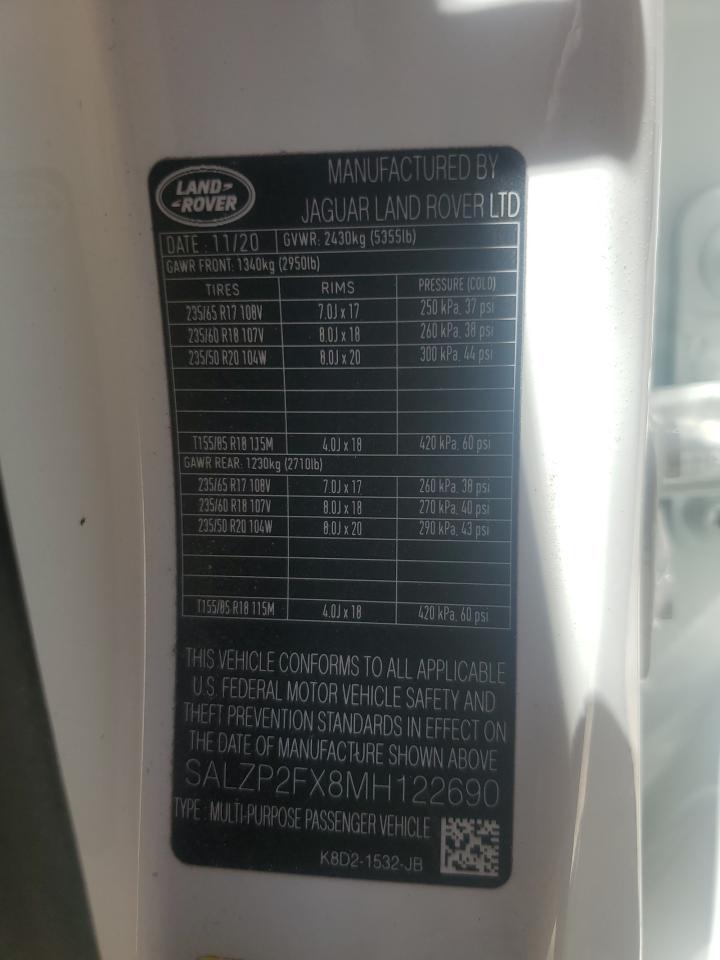 LAND-
-ROVER
MANUFACTURED BY
JAGUAR LAND ROVER LTD
DATE : 11/20 GVWR: 2430kg (5355lb)
GAWR FRONT: 1340kg (2950lb)
TIRES RIMS PRESSURE (COLD)
235/65 R17 108V 7.0J x 17 250 kPa, 37 psi
235/60 R18 107V 8.0J x 18 260 kPa, 38 psi
235/50 R20 104W 8.0J x 20 300 kPa, 44 psi
T155/85 R18 115M 4.0J x 18 420 kPa, 60 psi
GAWR REAR: 1230kg (2710lb)
235/65 R17 108V 7.0J x 17 260 kPa, 38 psi
235/60 R18 107V 8.0J x 18 270 kPa, 40 psi
235/50 R20 104W 8.0J x 20 290 kPa, 43 psi
T155/85 R18 115M 4.0J x 18 420 kPa, 60 psi
THIS VEHICLE CONFORMS TO ALL APPLICABLE
U.S. FEDERAL MOTOR VEHICLE SAFETY AND
THEFT PREVENTION STANDARDS IN EFFECT ON
THE DATE OF MANUFACTURE SHOWN ABOVE
SALZP2FX8MH122690
TYPE : MULTI-PURPOSE PASSENGER VEHICLE
K8D2-1532-JB